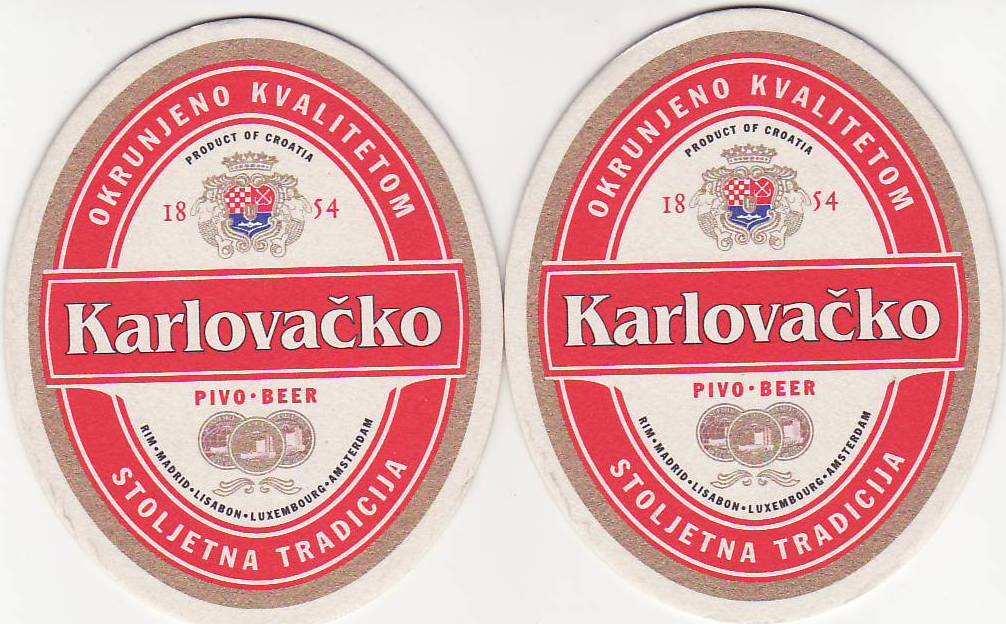 OKRUNJENO KVALITETOM
PRODUCT OF CROATIA
18 54
Karlovačko
PIVO • BEER
RIM • MADRID • LISABON • LUXEMBOURG • AMSTERDAM
STOLJETNA TRADICIJA
OKRUNJENO KVALITETOM
PRODUCT OF CROATIA
18 54
Karlovačko
PIVO • BEER
RIM • MADRID • LISABON • LUXEMBOURG • AMSTERDAM
STOLJETNA TRADICIJA